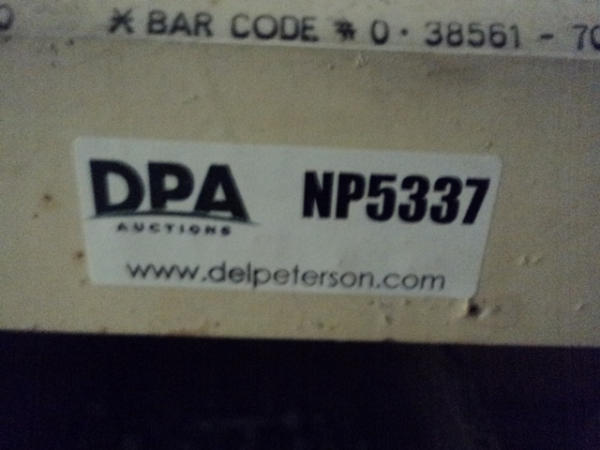 * BAR CODE # 0 · 38561 - 70
DPA
AUCTIONS
NP5337
www.delpeterson.com